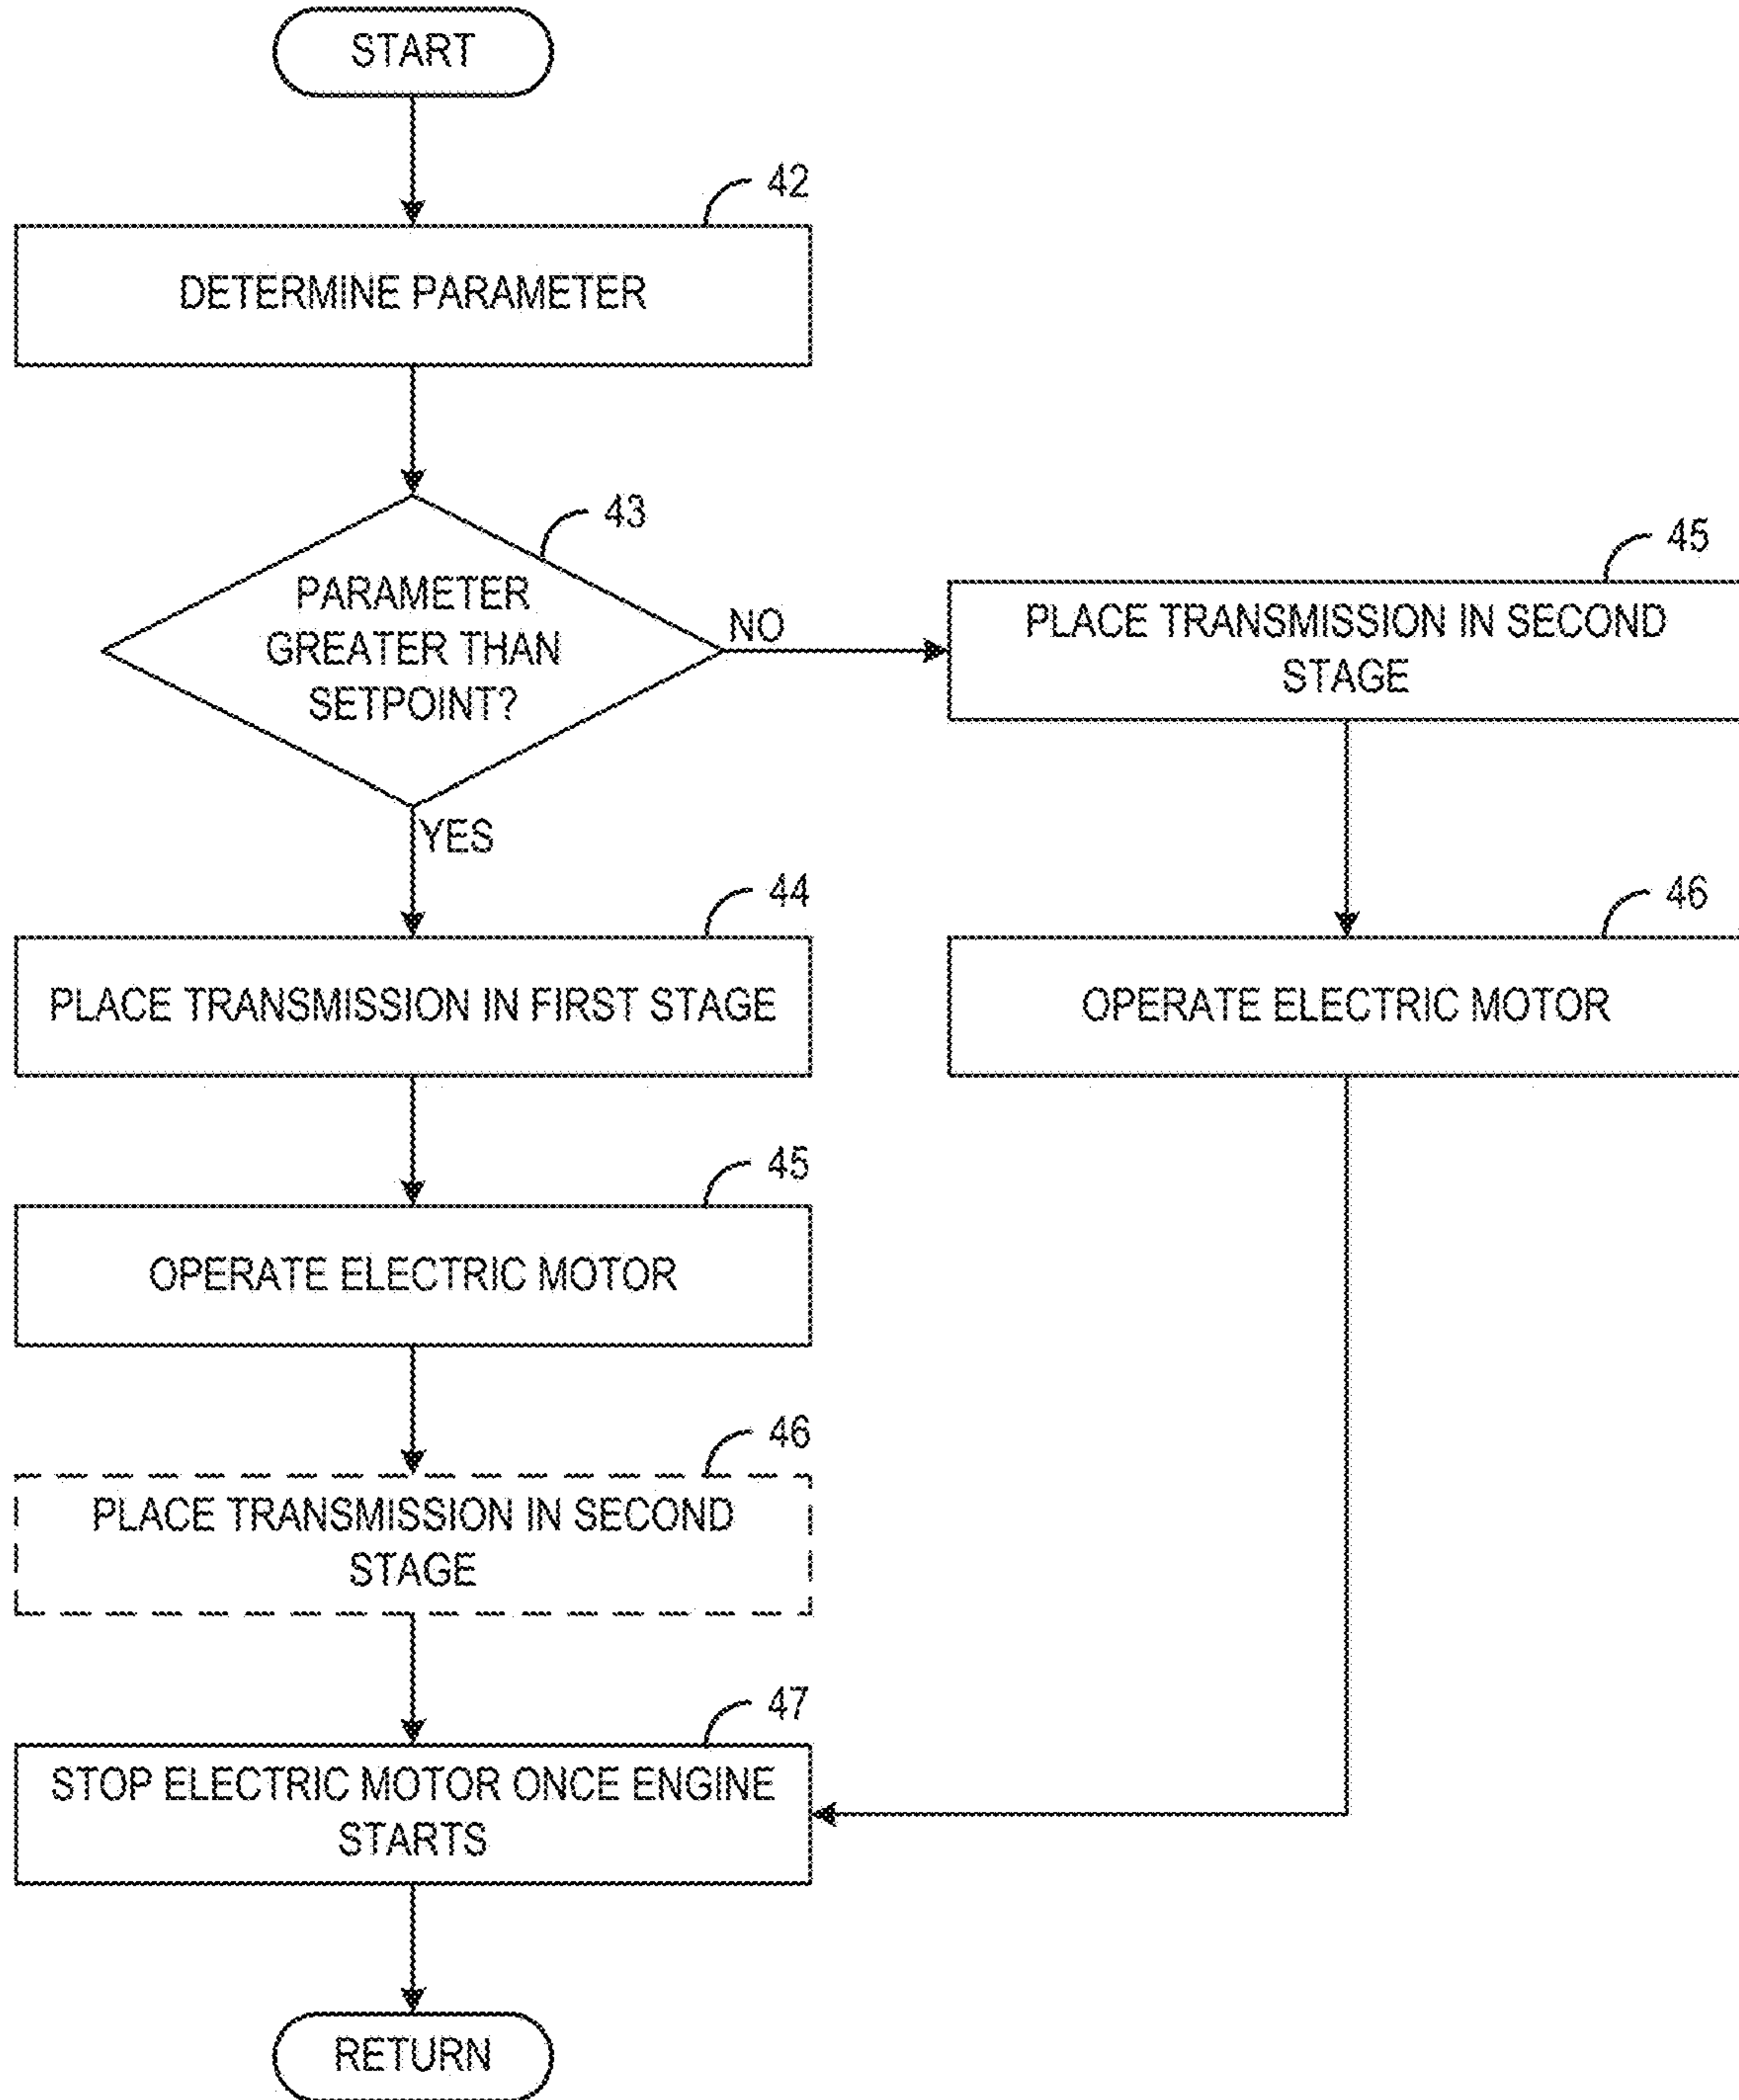 START
42
DETERMINE PARAMETER
43
PARAMETER
GREATER THAN
SETPOINT?
NO
YES
45
PLACE TRANSMISSION IN SECOND
STAGE
46
OPERATE ELECTRIC MOTOR
44
PLACE TRANSMISSION IN FIRST STAGE
45
OPERATE ELECTRIC MOTOR
46
PLACE TRANSMISSION IN SECOND
STAGE
47
STOP ELECTRIC MOTOR ONCE ENGINE
STARTS
RETURN